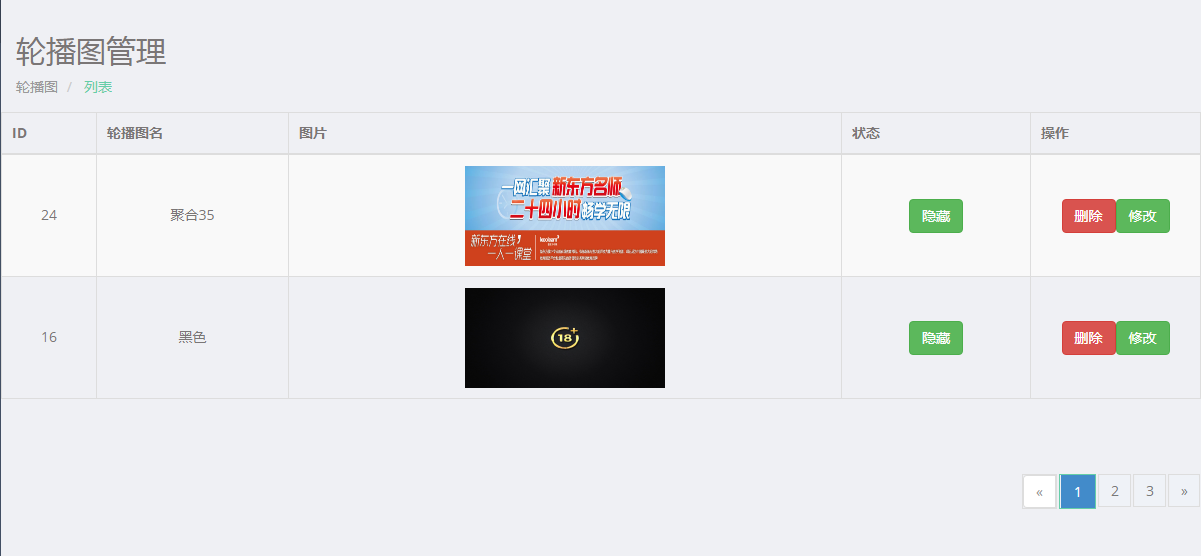 轮播图管理
轮播图 / 列表
ID 轮播图名 图片 状态 操作
一网汇聚新东方名师
二十四小时畅学无限
新东方在线
一人一课堂
24 聚合35 隐藏 删除 修改
18+
16 黑色 隐藏 删除 修改
« 1 2 3 »